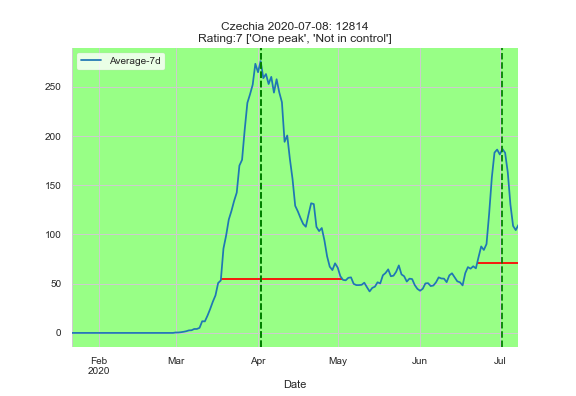 Czechia 2020-07-08: 12814
Rating:7 ['One peak', 'Not in control']
Average-7d
250
200
150
100
50
0
Feb
2020
Mar
Apr
May
Jun
Jul
Date